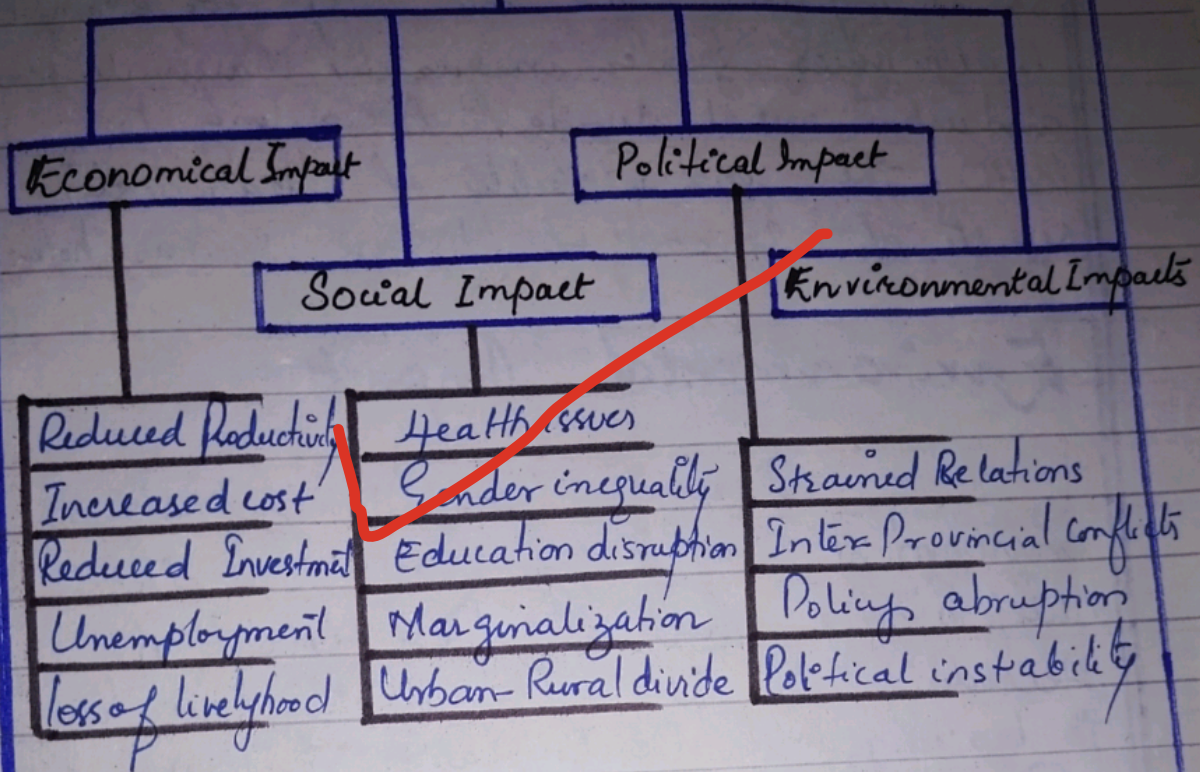 Economical Impact
Political Impact
Social Impact
Environmental Impacts
Reduced Productivity
Increased cost
Reduced Investmnt
Unemployment
loss of livelyhood
Health issues
Gender inequality
Education disruption
Marginalization
Urban-Rural divide
Strained Relations
Inter Provincial Conflicts
Policy abruption
Political instability